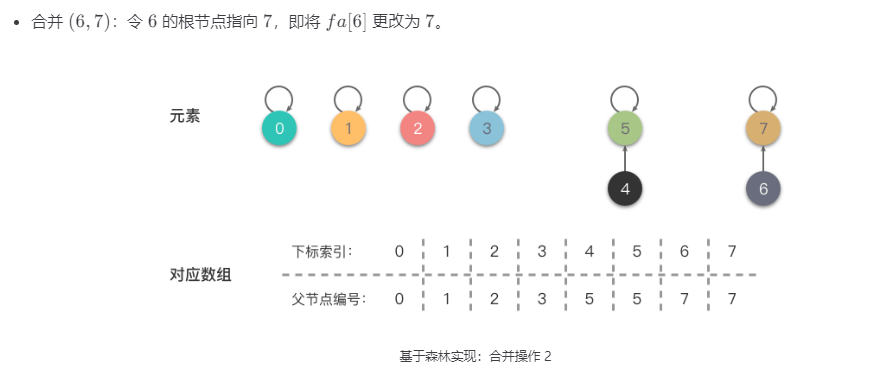 • 合并 (6, 7)：令 6 的根节点指向 7，即将 fa[6] 更改为 7。
元素 0 1 2 3 5 7
4 6
下标索引： 0 1 2 3 4 5 6 7
对应数组
父节点编号： 0 1 2 3 5 5 7 7
基于森林实现：合并操作 2